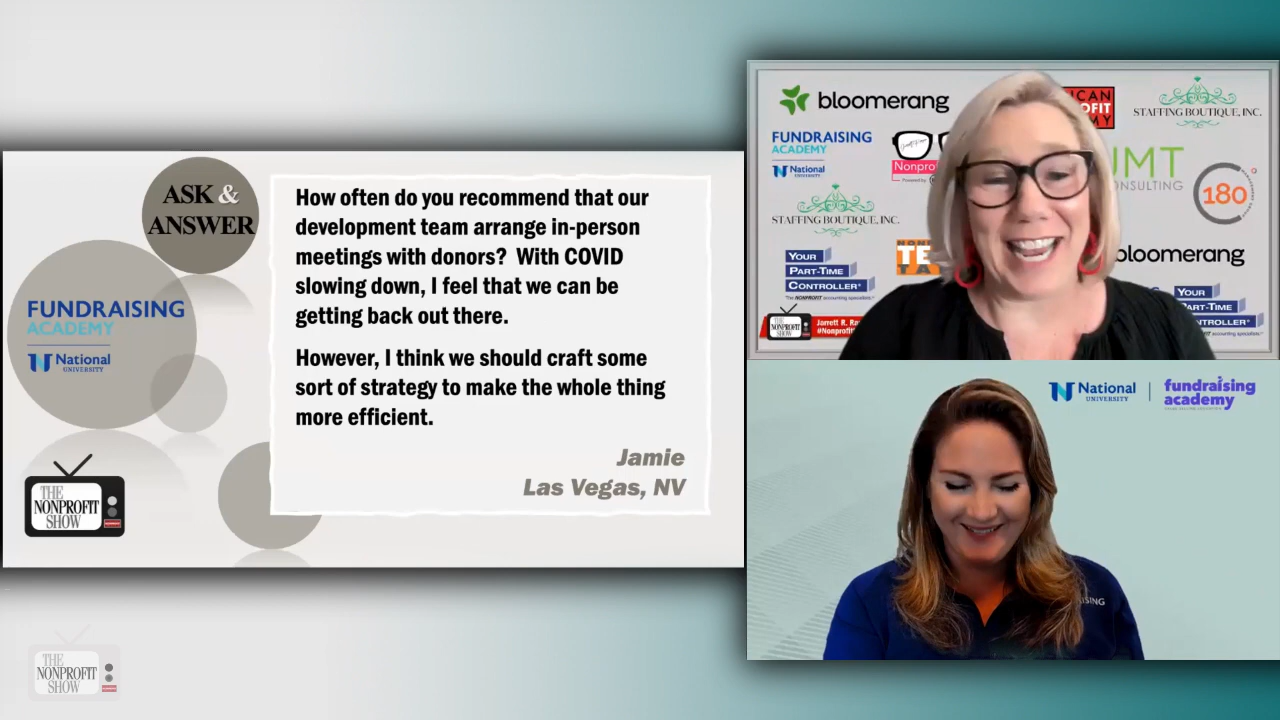 ASK &
ANSWER
FUNDRAISING
ACADEMY
National
UNIVERSITY
THE
NONPROFIT
SHOW
How often do you recommend that our
development team arrange in-person
meetings with donors? With COVID
slowing down, I feel that we can be
getting back out there.
However, I think we should craft some
sort of strategy to make the whole thing
more efficient.
Jamie
Las Vegas, NV
bloomerang
STAFFING BOUTIQUE, INC.
FUNDRAISING
ACADEMY
National
UNIVERSITY
STAFFING BOUTIQUE, INC.
180
YOUR
PART-TIME
CONTROLLER
bloomerang
YOUR
THE
NONPROFIT
SHOW
National
UNIVERSITY
fundraising
academy
THE
NONPROFIT
SHOW